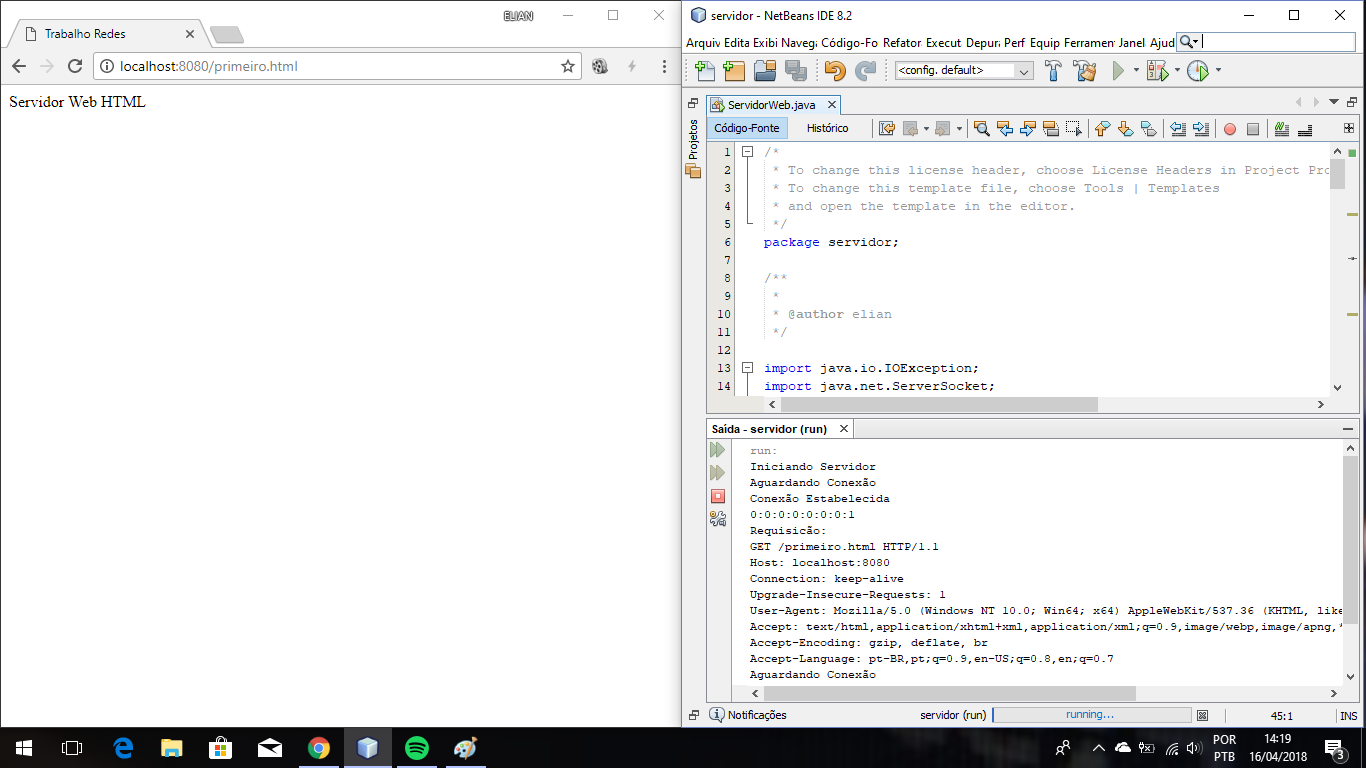 ELIAN
Trabalho Redes
localhost:8080/primeiro.html
Servidor Web HTML
servidor - NetBeans IDE 8.2
Arquiv Edita Exibi Navega Código-Fo Refator Execut Depura Perf Equip Ferramen Janel Ajud
<config. default>
ServidorWeb.java
Projetos
Código-Fonte Histórico
1 /*
2 * To change this license header, choose License Headers in Project Pro
3 * To change this template file, choose Tools | Templates
4 * and open the template in the editor.
5 */
6 package servidor;
7
8 /**
9 *
10 * @author elian
11 */
12
13 import java.io.IOException;
14 import java.net.ServerSocket;
Saída - servidor (run)
run:
Iniciando Servidor
Aguardando Conexão
Conexão Estabelecida
0:0:0:0:0:0:0:1
Requisicão:
GET /primeiro.html HTTP/1.1
Host: localhost:8080
Connection: keep-alive
Upgrade-Insecure-Requests: 1
User-Agent: Mozilla/5.0 (Windows NT 10.0; Win64; x64) AppleWebKit/537.36 (KHTML, like
Accept: text/html,application/xhtml+xml,application/xml;q=0.9,image/webp,image/apng,*
Accept-Encoding: gzip, deflate, br
Accept-Language: pt-BR,pt;q=0.9,en-US;q=0.8,en;q=0.7
Aguardando Conexão
Notificações servidor (run) running... 45:1 INS
POR 14:19
PTB 16/04/2018 3